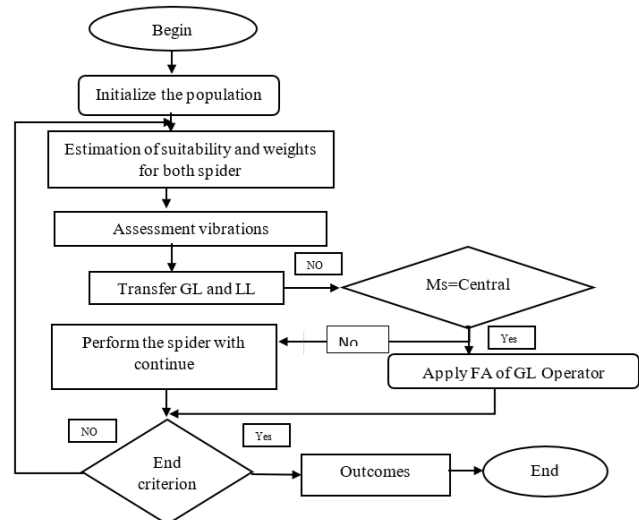 Begin
Initialize the population
Estimation of suitability and weights
for both spider
Assessment vibrations
NO
Transfer GL and LL
Ms=Central
Perform the spider with
continue
No
Yes
Apply FA of GL Operator
NO
Yes
End
criterion
Outcomes
End